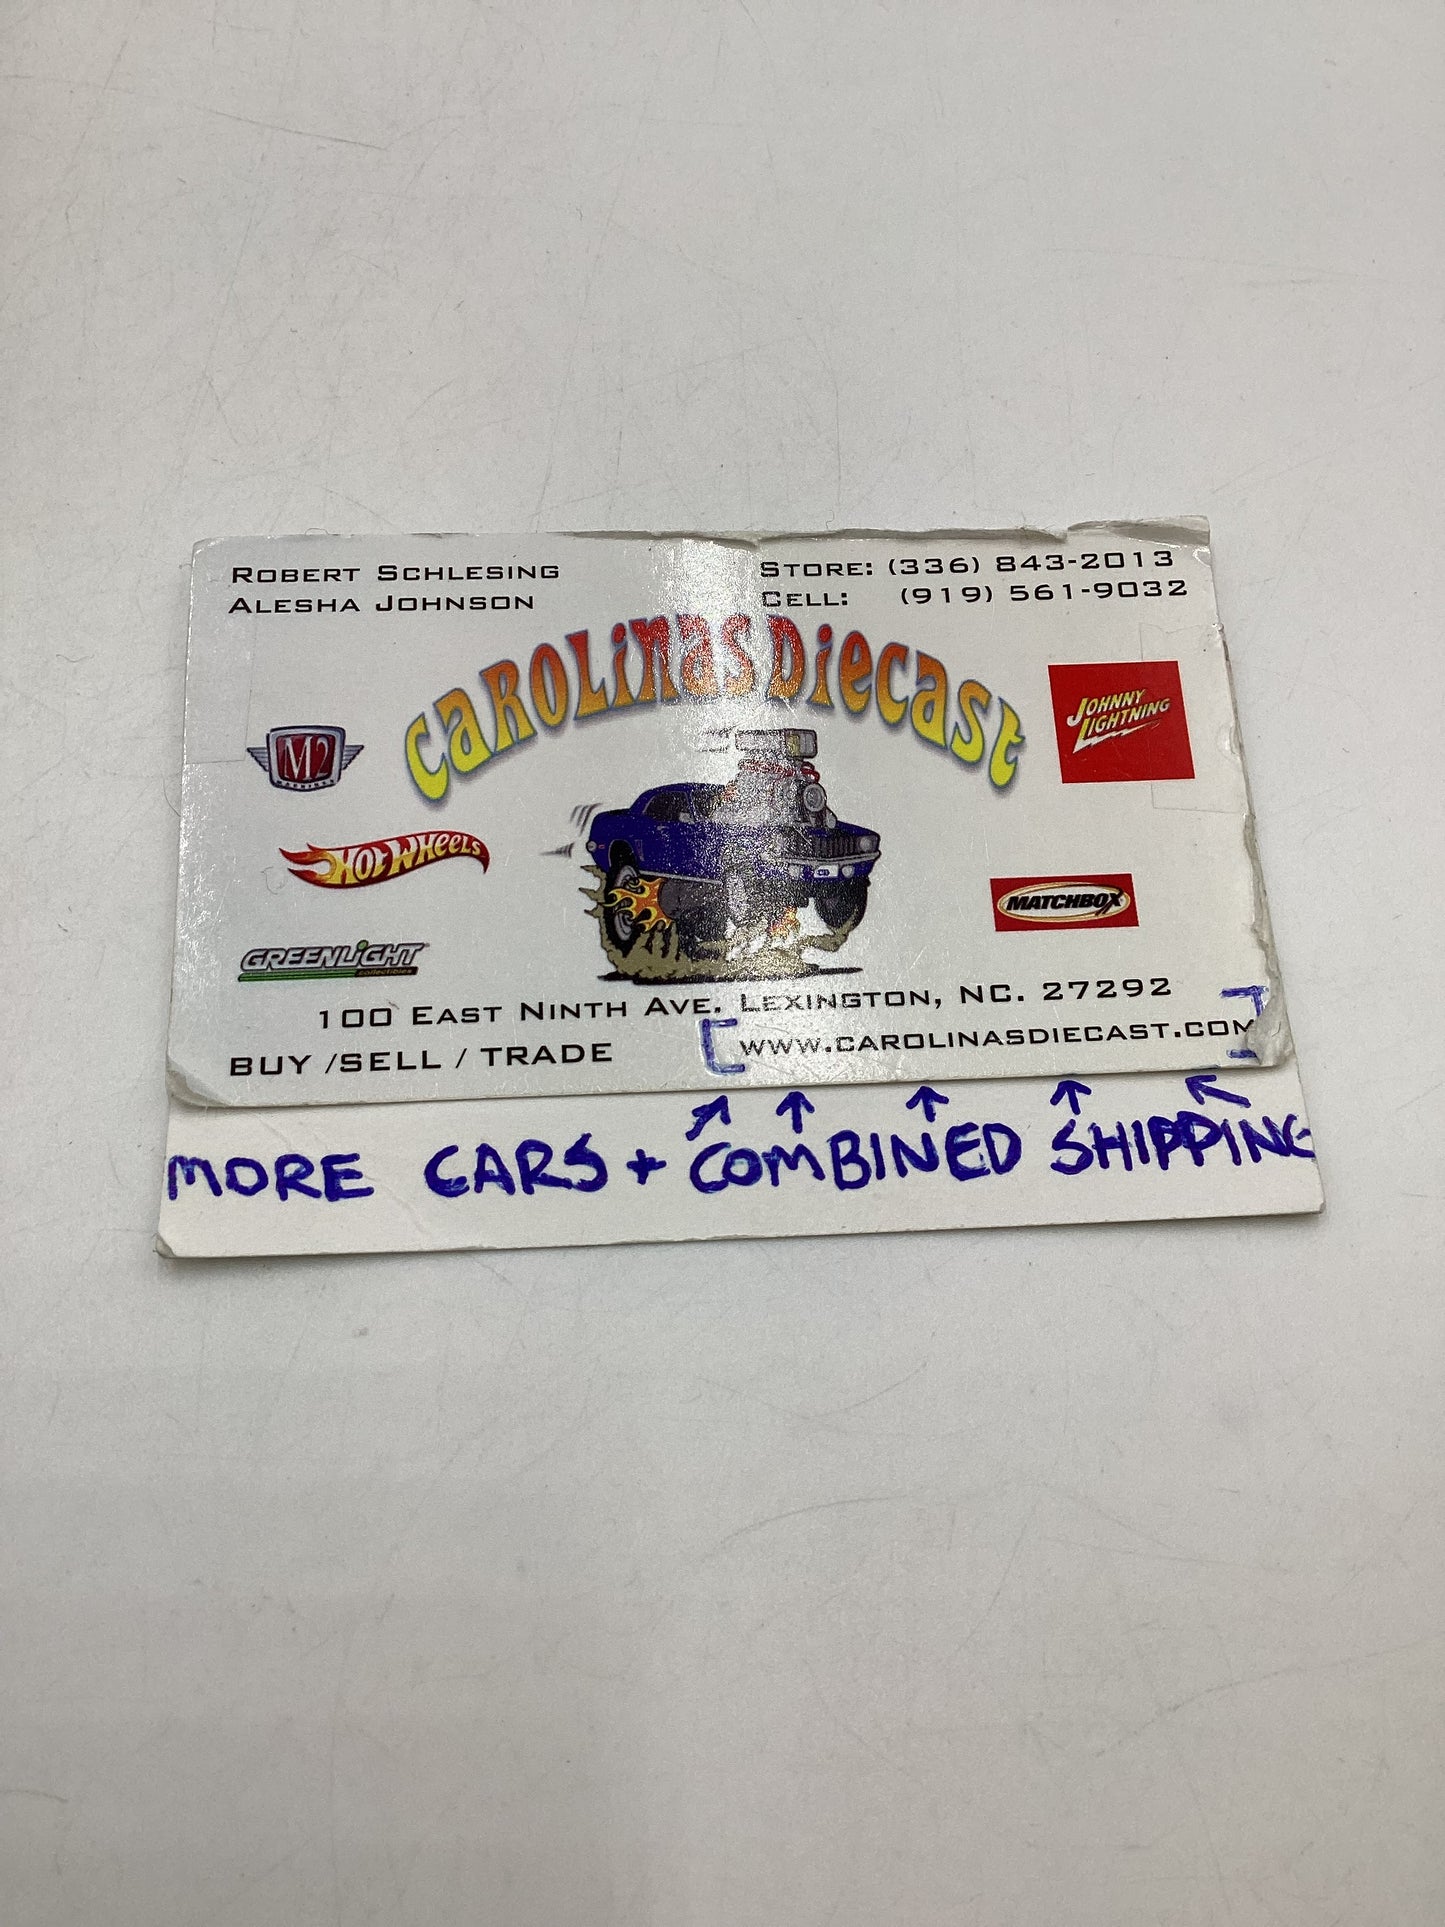 ROBERT SCHLESING
ALESHA JOHNSON
STORE: (336) 843-2013
CELL: (919) 561-9032
CAROLiNAS DiECAST
M2
MACHINES
JOHNNY
LIGHTNING
HOT WHEELS
MATCHBOX
GREENLiGHT
collectibles
100 EAST NINTH AVE. LEXINGTON, NC. 27292
BUY /SELL / TRADE
WWW.CAROLINASDIECAST.COM
MORE CARS + COMBINED SHIPPING